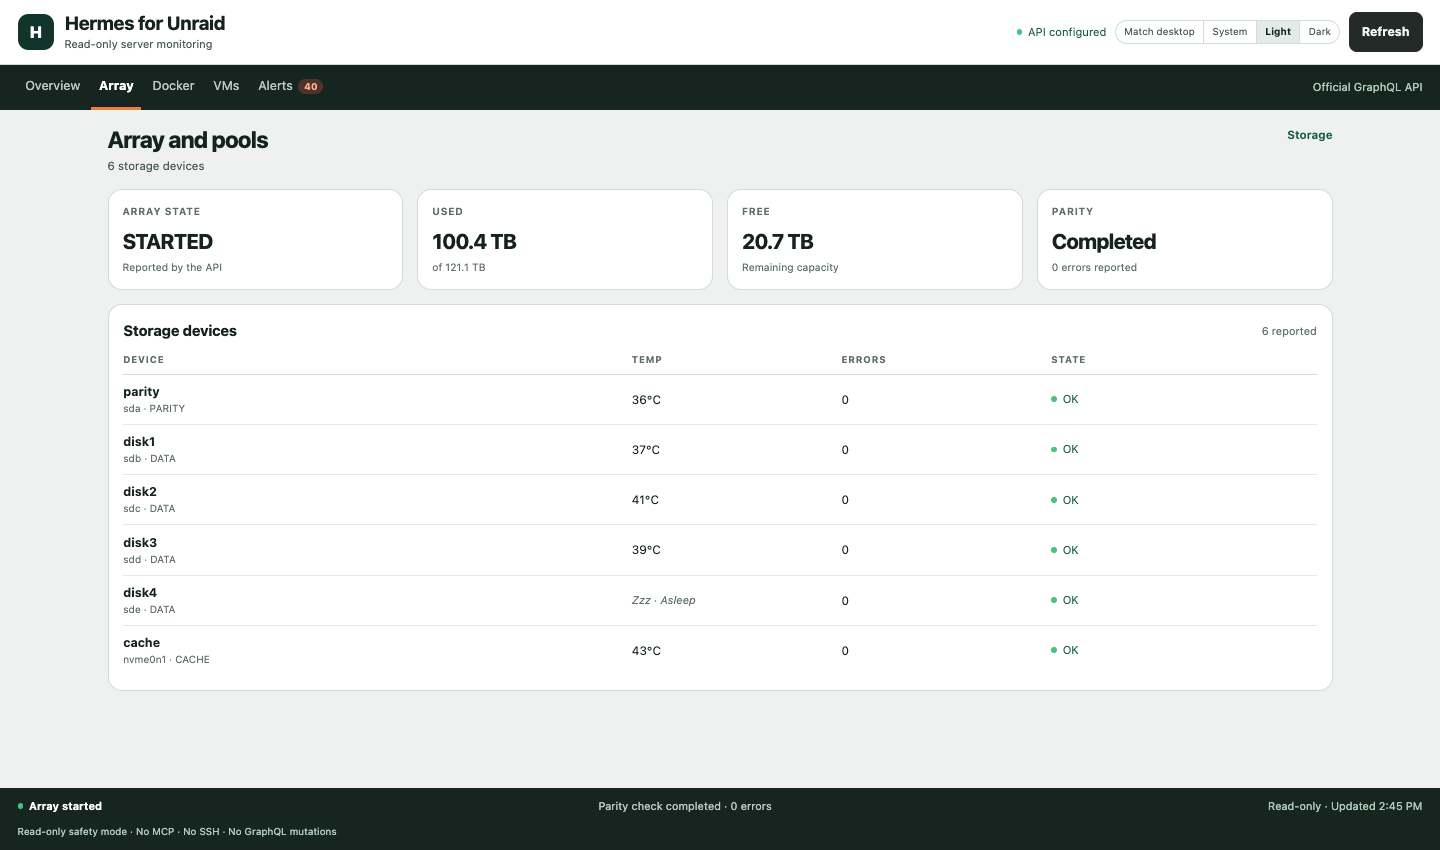 H
Hermes for Unraid
Read-only server monitoring
API configured
Match desktop System Light Dark
Refresh
Overview Array Docker VMs Alerts 40
Official GraphQL API
Array and pools
Storage
6 storage devices
ARRAY STATE
STARTED
Reported by the API
USED
100.4 TB
of 121.1 TB
FREE
20.7 TB
Remaining capacity
PARITY
Completed
0 errors reported
Storage devices
6 reported
DEVICE TEMP ERRORS STATE
parity
sda · PARITY
36°C 0 OK
disk1
sdb · DATA
37°C 0 OK
disk2
sdc · DATA
41°C 0 OK
disk3
sdd · DATA
39°C 0 OK
disk4
sde · DATA
Zzz · Asleep 0 OK
cache
nvme0n1 · CACHE
43°C 0 OK
Array started
Parity check completed · 0 errors
Read-only · Updated 2:45 PM
Read-only safety mode · No MCP · No SSH · No GraphQL mutations